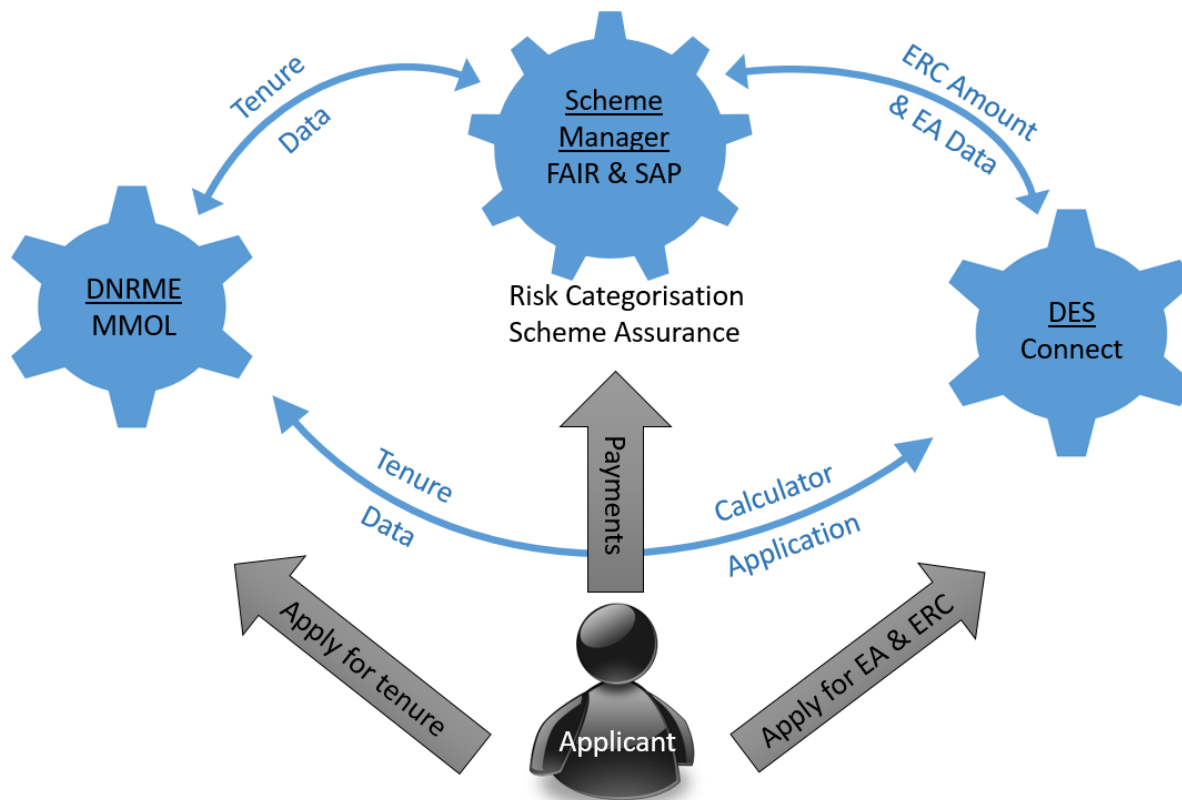 Tenure
Data
Scheme
Manager
FAIR & SAP
ERC Amount
& EA Data
DNRME
MMOL
Risk Categorisation
Scheme Assurance
DES
Connect
Tenure
Data
Payments
Calculator
Application
Apply for tenure
Applicant
Apply for EA & ERC